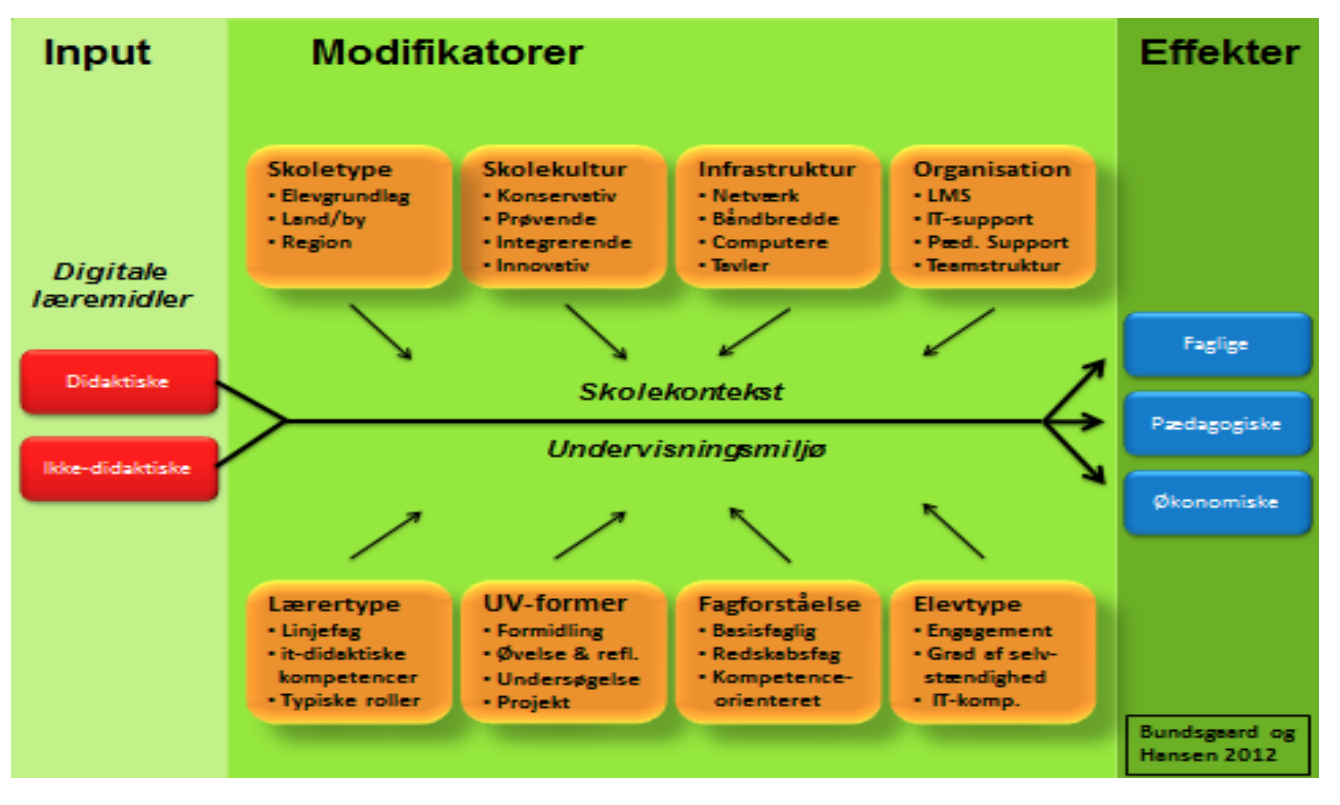 Input
Modifikatorer
Effekter
Digitale
læremidler
Didaktiske
Ikke-didaktiske
Skoletype
• Elevgrundlag
• Land/by
• Region
Skolekultur
• Konservativ
• Prøvende
• Integrerende
• Innovativ
Infrastruktur
• Netværk
• Båndbredde
• Computere
• Tavler
Organisation
• LMS
• IT-support
• Pæd. Support
• Teamstruktur
Skolekontekst
Undervisningsmiljø
Lærertype
• Linjefag
• it-didaktiske
kompetencer
• Typiske roller
UV-former
• Formidling
• Øvelse & refl.
• Undersøgelse
• Projekt
Fagforståelse
• Basisfaglig
• Redskabsfag
• Kompetence-
orienteret
Elevtype
• Engagement
• Grad af selv-
stændighed
• IT-komp.
Faglige
Pædagogiske
Økonomiske
Bundsgaard og
Hansen 2012